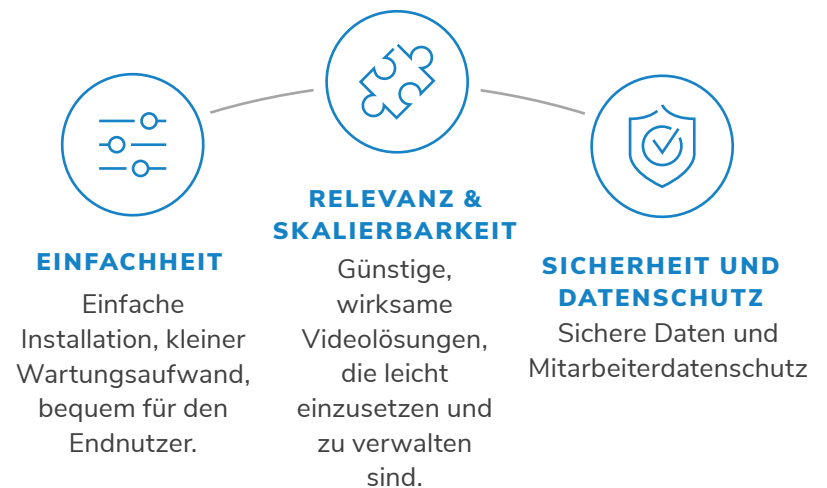 EINFACHHEIT
Einfache
Installation, kleiner
Wartungsaufwand,
bequem für den
Endnutzer.
RELEVANZ &
SKALIERBARKEIT
Günstige,
wirksame
Videolösungen,
die leicht
einzusetzen und
zu verwalten
sind.
SICHERHEIT UND
DATENSCHUTZ
Sichere Daten und
Mitarbeiterdatenschutz